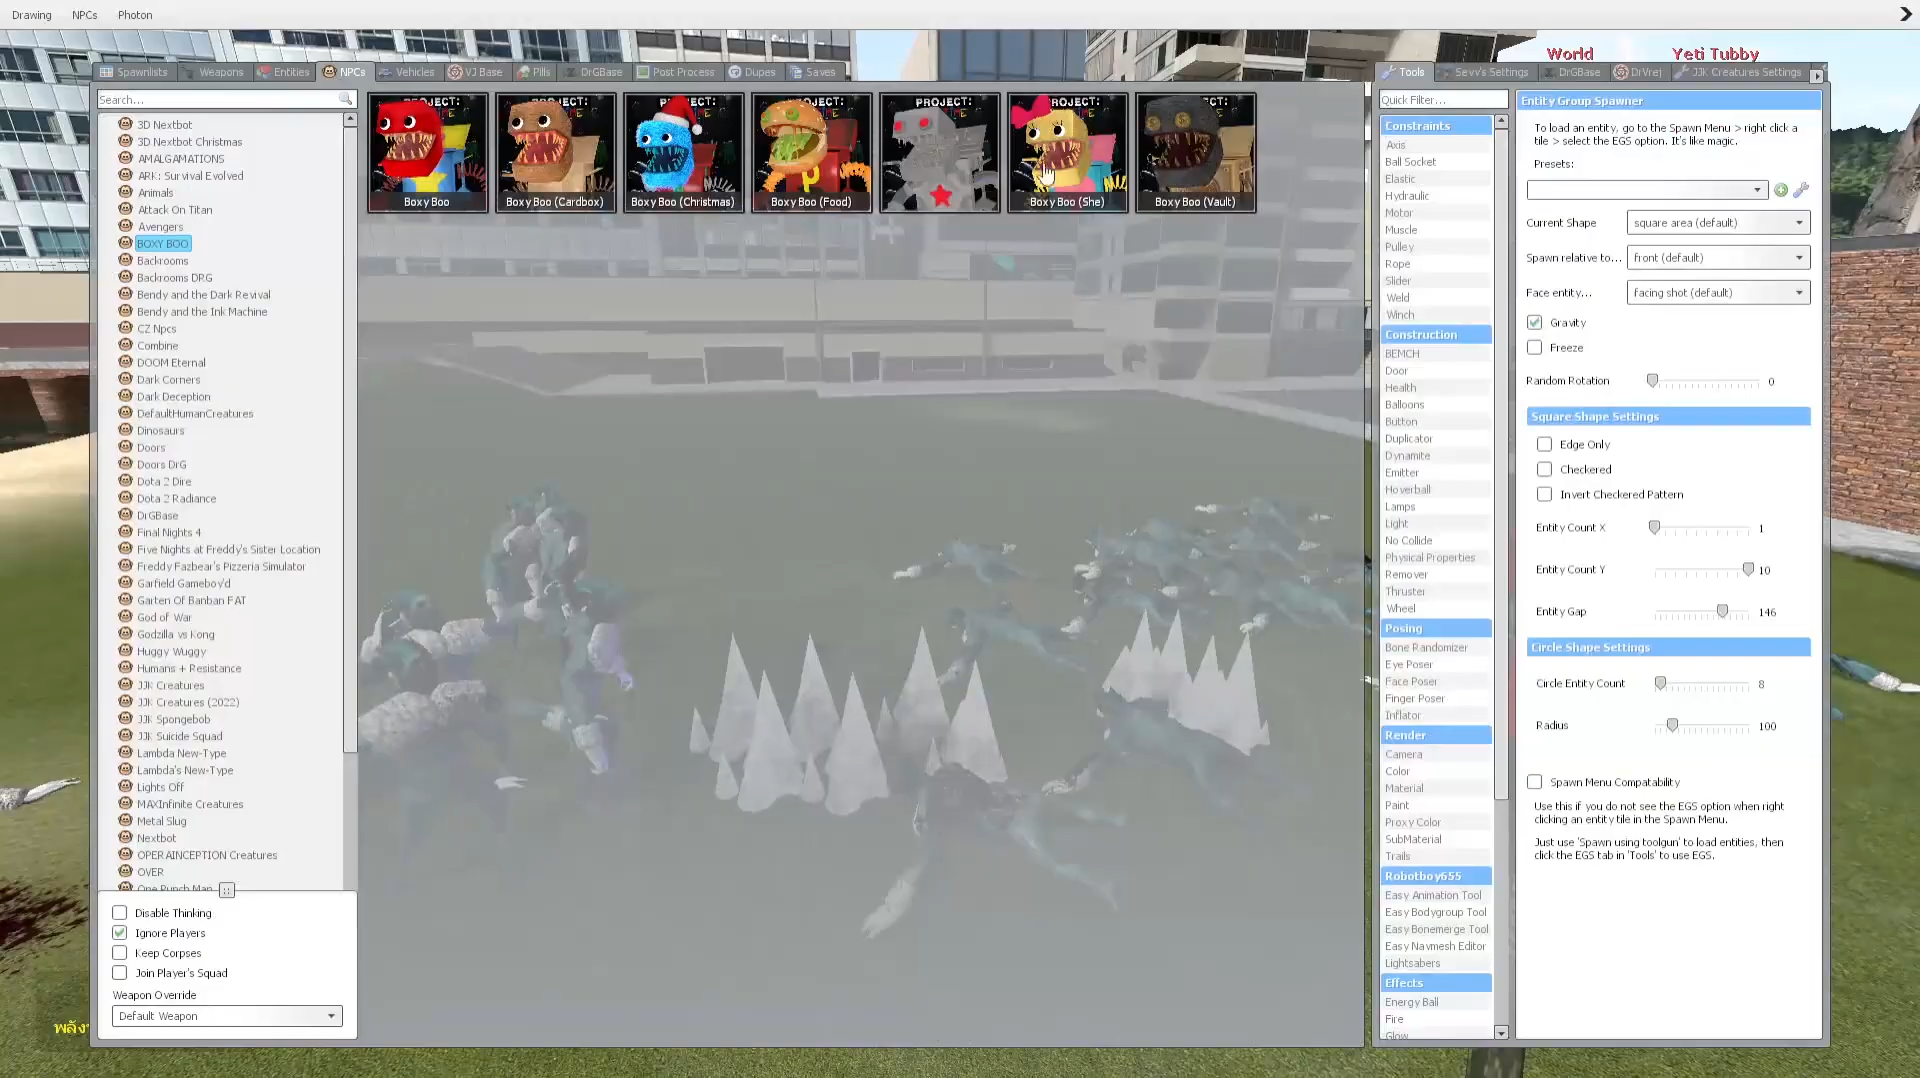 Drawing NPCs Photon
World Yeti Tubby
Spawnlists Weapons Entities NPCs Vehicles VJ Base Pills DrGBase Post Process Dupes Saves
Search...
3D Nextbot
3D Nextbot Christmas
AMALGAMATIONS
ARK: Survival Evolved
Animals
Attack On Titan
Avengers
BOXY BOO
Backrooms
Backrooms DRG
Bendy and the Dark Revival
Bendy and the Ink Machine
CZ Npcs
Combine
DOOM Eternal
Dark Corners
Dark Deception
DefaultHumanCreatures
Dinosaurs
Doors
Doors DrG
Dota 2 Dire
Dota 2 Radiance
DrGBase
Final Nights 4
Five Nights at Freddy's Sister Location
Freddy Fazbear's Pizzeria Simulator
Garfield Gameboy'd
Garten Of Banban FAT
God of War
Godzilla vs Kong
Huggy Wuggy
Humans + Resistance
JJK Creatures
JJK Creatures (2022)
JJK Spongebob
JJK Suicide Squad
Lambda New-Type
Lambda's New-Type
Lights Off
MAXInfinite Creatures
Metal Slug
Nextbot
OPERAINCEPTION Creatures
OVER
One Punch Man
Disable Thinking
Ignore Players
Keep Corpses
Join Player's Squad
Weapon Override
Default Weapon
PROJECT: PROJECT: PROJECT: PROJECT: PROJECT: PROJECT: PROJECT:
Boxy Boo Boxy Boo (Cardbox) Boxy Boo (Christmas) Boxy Boo (Food) Boxy Boo (She) Boxy Boo (Vault)
Tools Sevv's Settings DrGBase DrVrej JJK Creatures Settings
Quick Filter...
Constraints
Axis
Ball Socket
Elastic
Hydraulic
Motor
Muscle
Pulley
Rope
Slider
Weld
Winch
Construction
BEMCH
Door
Health
Balloons
Button
Duplicator
Dynamite
Emitter
Hoverball
Lamps
Light
No Collide
Physical Properties
Remover
Thruster
Wheel
Posing
Bone Randomizer
Eye Poser
Face Poser
Finger Poser
Inflator
Render
Camera
Color
Material
Paint
Proxy Color
SubMaterial
Trails
Robotboy655
Easy Animation Tool
Easy Bodygroup Tool
Easy Bonemerge Tool
Easy Navmesh Editor
Lightsabers
Effects
Energy Ball
Fire
Glow
Entity Group Spawner
To load an entity, go to the Spawn Menu > right click a
tile > select the EGS option. It's like magic.
Presets:
Current Shape square area (default)
Spawn relative to... front (default)
Face entity... facing shot (default)
Gravity
Freeze
Random Rotation 0
Square Shape Settings
Edge Only
Checkered
Invert Checkered Pattern
Entity Count X 1
Entity Count Y 10
Entity Gap 146
Circle Shape Settings
Circle Entity Count 8
Radius 100
Spawn Menu Compatability
Use this if you do not see the EGS option when right
clicking an entity tile in the Spawn Menu.
Just use 'Spawn using toolgun' to load entities, then
click the EGS tab in 'Tools' to use EGS.